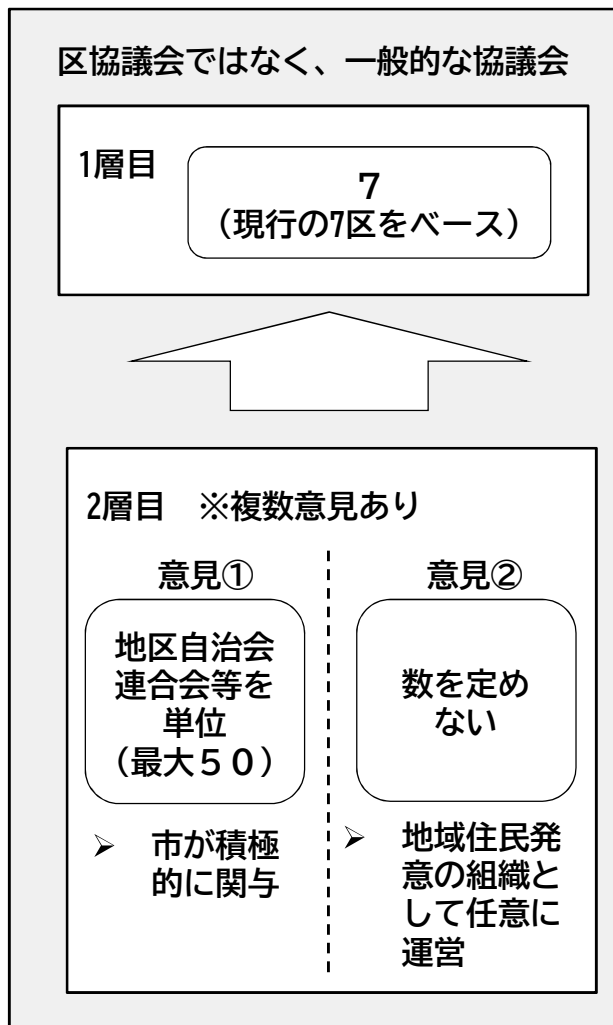 区協議会ではなく、一般的な協議会
1層目
7
（現行の7区をベース）
2層目　※複数意見あり
意見①
地区自治会
連合会等を
単位
（最大５０）
➢ 市が積極
的に関与
意見②
数を定め
ない
➢ 地域住民発
意の組織と
して任意に
運営